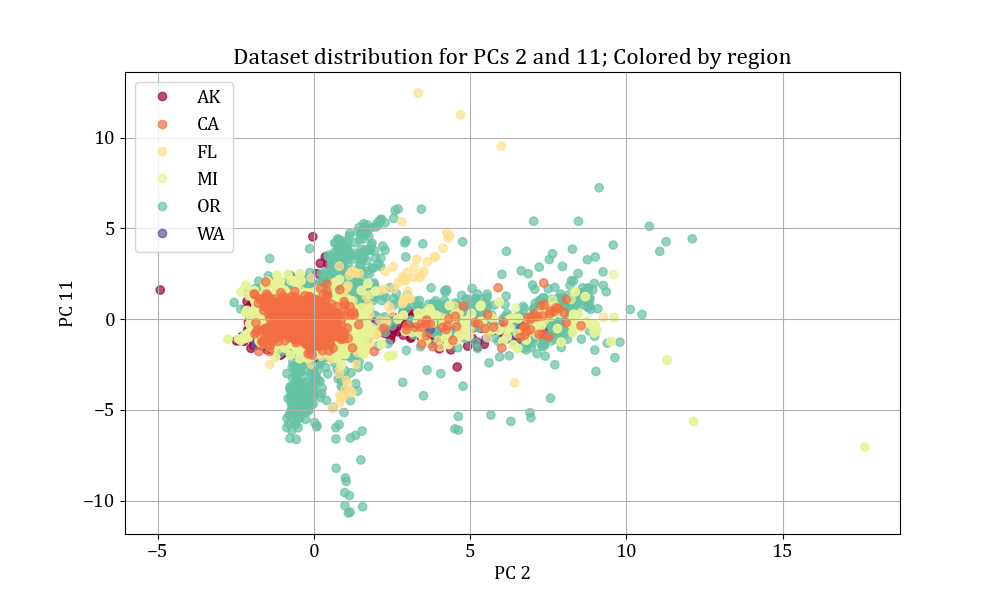 Dataset distribution for PCs 2 and 11; Colored by region
AK
CA
FL
MI
OR
WA
10
5
0
−5
−10
PC 11
−5
0
5
10
15
PC 2